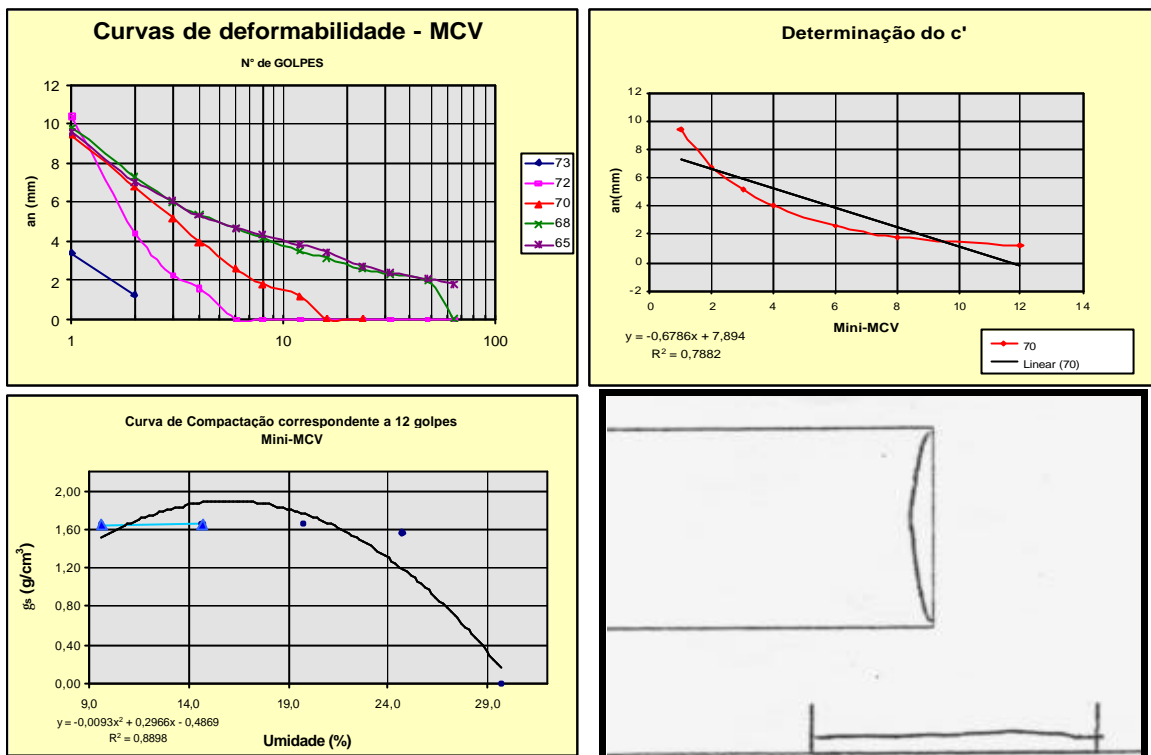 Curvas de deformabilidade - MCV
N° de GOLPES
12
10
8
6
4
2
0
1
10
100
an (mm)
73
72
70
68
65
Determinação do c'
12
10
8
6
4
2
0
-2
0
2
4
6
8
10
12
14
an(mm)
Mini-MCV
y = -0,6786x + 7,894
R² = 0,7882
70
Linear (70)
Curva de Compactação correspondente a 12 golpes
Mini-MCV
2,00
1,60
1,20
0,80
0,40
0,00
9,0
14,0
19,0
24,0
29,0
gs (g/cm³)
y = -0,0093x² + 0,2966x - 0,4869
R² = 0,8898
Umidade (%)